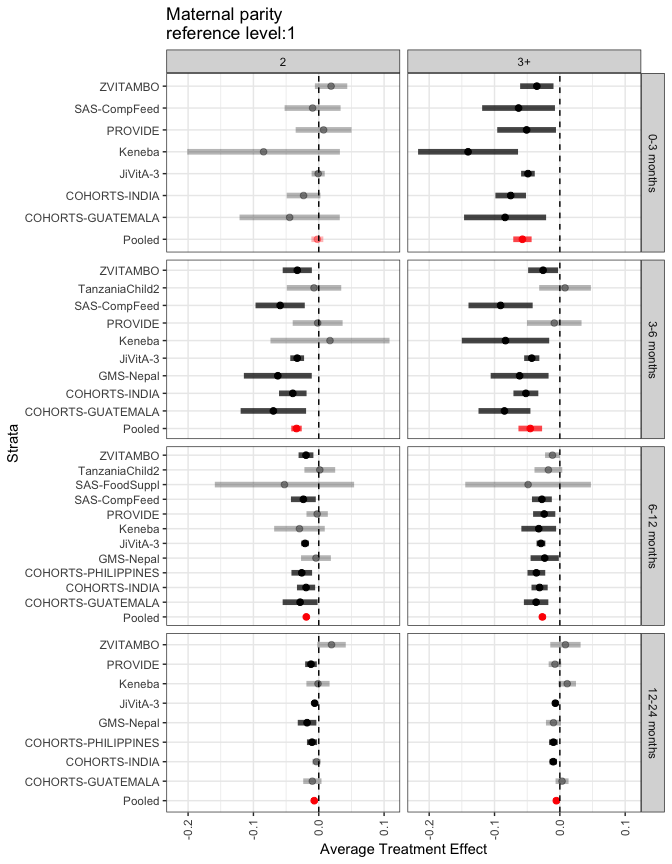 Maternal parity
reference level:1
2
3+
ZVITAMBO
SAS-CompFeed
PROVIDE
Keneba
JiVitA-3
COHORTS-INDIA
COHORTS-GUATEMALA
Pooled
0-3 months
ZVITAMBO
TanzaniaChild2
SAS-CompFeed
PROVIDE
Keneba
JiVitA-3
GMS-Nepal
COHORTS-INDIA
COHORTS-GUATEMALA
Pooled
3-6 months
Strata
ZVITAMBO
TanzaniaChild2
SAS-FoodSuppl
SAS-CompFeed
PROVIDE
Keneba
JiVitA-3
GMS-Nepal
COHORTS-PHILIPPINES
COHORTS-INDIA
COHORTS-GUATEMALA
Pooled
6-12 months
ZVITAMBO
PROVIDE
Keneba
JiVitA-3
GMS-Nepal
COHORTS-PHILIPPINES
COHORTS-INDIA
COHORTS-GUATEMALA
Pooled
12-24 months
-0.2 -0.1 0.0 0.1 -0.2 -0.1 0.0 0.1
Average Treatment Effect